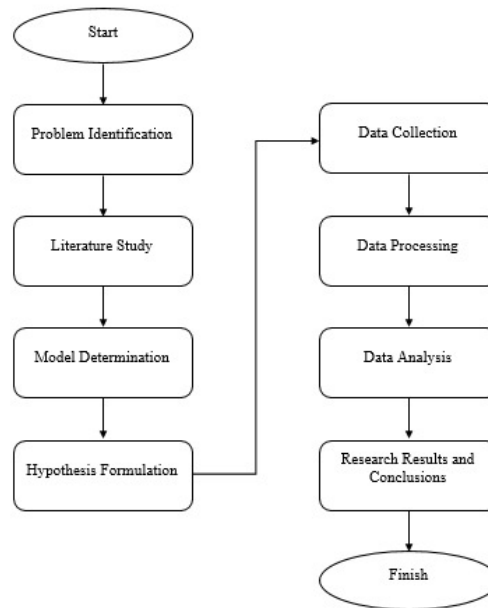 Start
Problem Identification
Literature Study
Model Determination
Hypothesis Formulation
Data Collection
Data Processing
Data Analysis
Research Results and
Conclusions
Finish